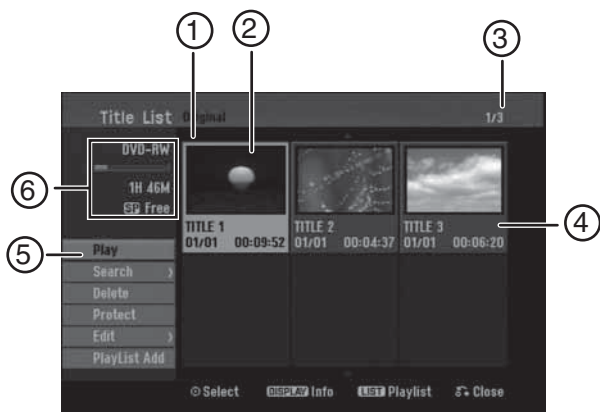 1 2 3
Title List Original 1/3
DVD-RW
1H 46M
SP Free
6
TITLE 1 TITLE 2 TITLE 3
01/01 00:09:52 01/01 00:04:37 01/01 00:06:20
4
5
Play
Search
Delete
Protect
Edit
PlayList Add
Select DISPLAY Info LIST Playlist Close